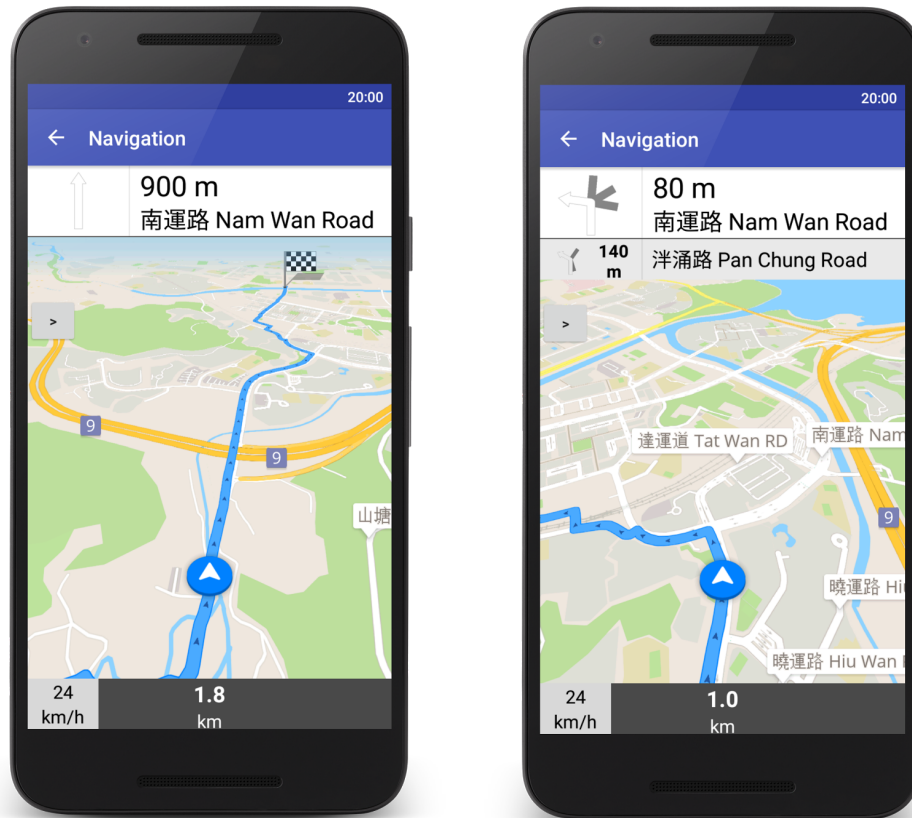 20:00
Navigation
900 m
南運路 Nam Wan Road
>
9
9
山塘
24
km/h
1.8
km
20:00
Navigation
80 m
南運路 Nam Wan Road
140
m
泮涌路 Pan Chung Road
>
達運道 Tat Wan RD
南運路 Nam
9
曉運路 Hi
曉運路 Hiu Wan
24
km/h
1.0
km